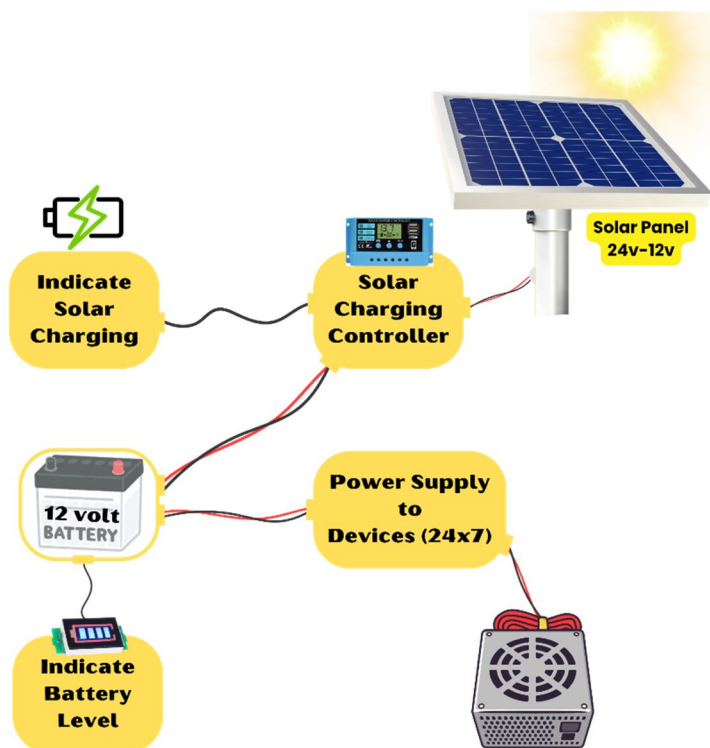 Solar Panel
24v-12v
Indicate
Solar
Charging
Solar
Charging
Controller
12 volt
BATTERY
Power Supply
to
Devices (24x7)
Indicate
Battery
Level